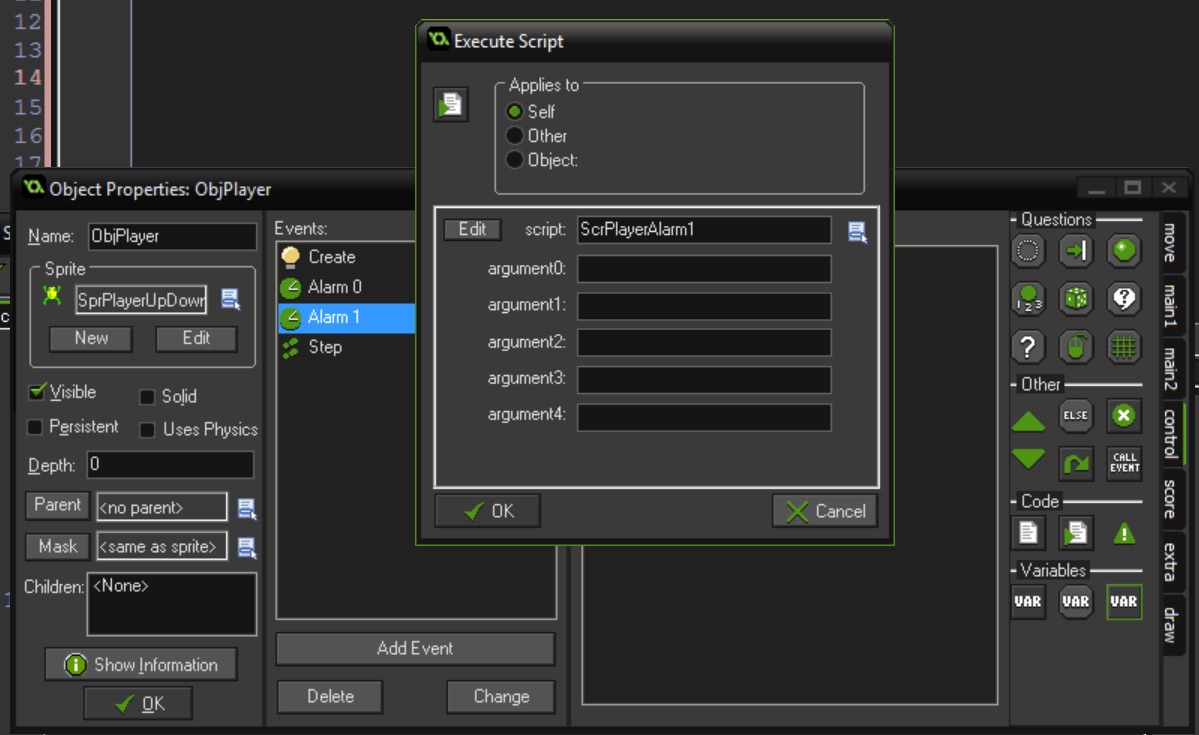 12
13
14
15
16
17
Execute Script
Applies to
Self
Other
Object:
Edit
script:
ScrPlayerAlarm1
argument0:
argument1:
argument2:
argument3:
argument4:
OK
Cancel
Object Properties: ObjPlayer
Name:
ObjPlayer
Sprite
SprPlayerUpDown
New
Edit
Visible
Solid
Persistent
Uses Physics
Depth:
0
Parent
<no parent>
Mask
<same as sprite>
Children:
<None>
Show Information
OK
Events:
Create
Alarm 0
Alarm 1
Step
Add Event
Delete
Change
Questions
1 2 3
?
?
Other
ELSE
CALL
EVENT
Code
Variables
VAR
VAR
VAR
move
main1
main2
control
score
extra
draw